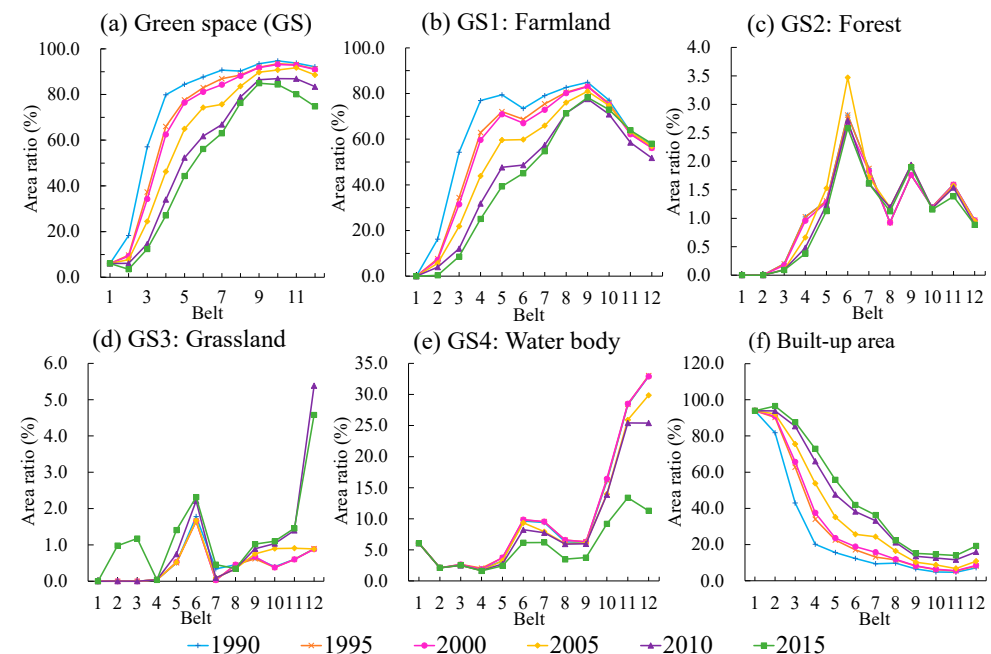 (a) Green space (GS)
Area ratio (%)
100.0
80.0
60.0
40.0
20.0
0.0
1 3 5 7 9 11
Belt
(b) GS1: Farmland
Area ratio (%)
100.0
90.0
80.0
70.0
60.0
50.0
40.0
30.0
20.0
10.0
0.0
1 2 3 4 5 6 7 8 9 10 11 12
Belt
(c) GS2: Forest
Area ratio (%)
4.0
3.5
3.0
2.5
2.0
1.5
1.0
0.5
0.0
1 2 3 4 5 6 7 8 9 10 11 12
Belt
(d) GS3: Grassland
Area ratio (%)
6.0
5.0
4.0
3.0
2.0
1.0
0.0
1 2 3 4 5 6 7 8 9 10 11 12
Belt
(e) GS4: Water body
Area ratio (%)
35.0
30.0
25.0
20.0
15.0
10.0
5.0
0.0
1 2 3 4 5 6 7 8 9 10 11 12
Belt
(f) Built-up area
Area ratio (%)
120.0
100.0
80.0
60.0
40.0
20.0
0.0
1 2 3 4 5 6 7 8 9 10 11 12
Belt
1990 1995 2000 2005 2010 2015